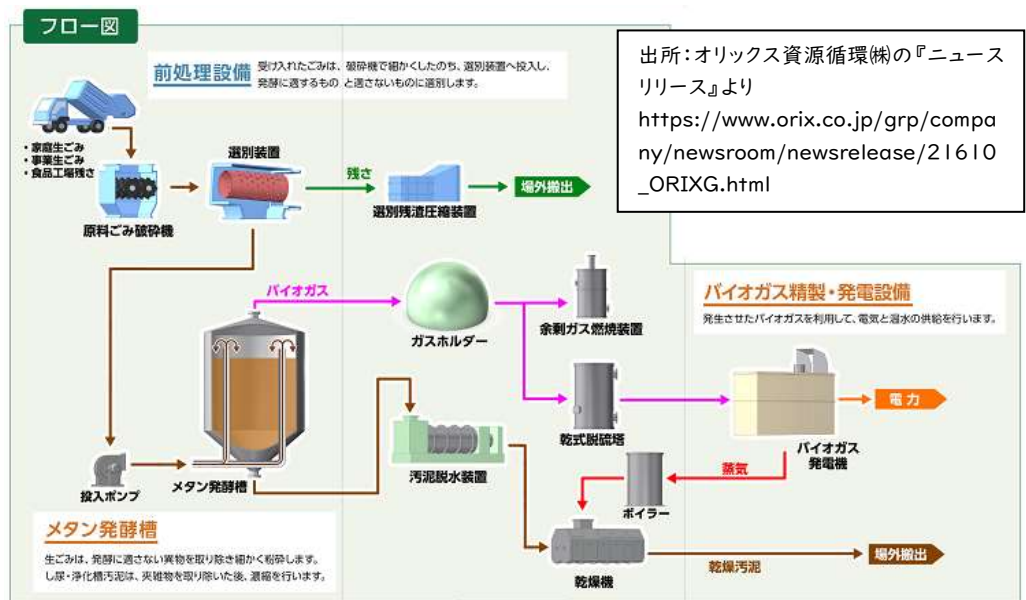 フロー図
前処理設備
受け入れたごみは、破砕機で細かくしたのち、選別装置へ投入し、
発酵に適するもの と適さないものに選別します。
出所:オリックス資源循環㈱の『ニュース
リリース』より
https://www.orix.co.jp/grp/compa
ny/newsroom/newsrelease/21610
_ORIXG.html
・家庭生ごみ
・事業生ごみ
・食品工場残さ
原料ごみ破砕機
選別装置
残さ
選別残渣圧縮装置
場外搬出
バイオガス
ガスホルダー
余剰ガス燃焼装置
バイオガス精製・発電設備
発生させたバイオガスを利用して、電気と温水の供給を行います。
乾式脱硫塔
バイオガス
発電機
電力
投入ポンプ
メタン発酵槽
汚泥脱水装置
蒸気
ボイラー
メタン発酵槽
生ごみは、発酵に適さない異物を取り除き細かく粉砕します。
し尿・浄化槽汚泥は、夾雑物を取り除いた後、濃縮を行います。
乾燥機
乾燥汚泥
場外搬出